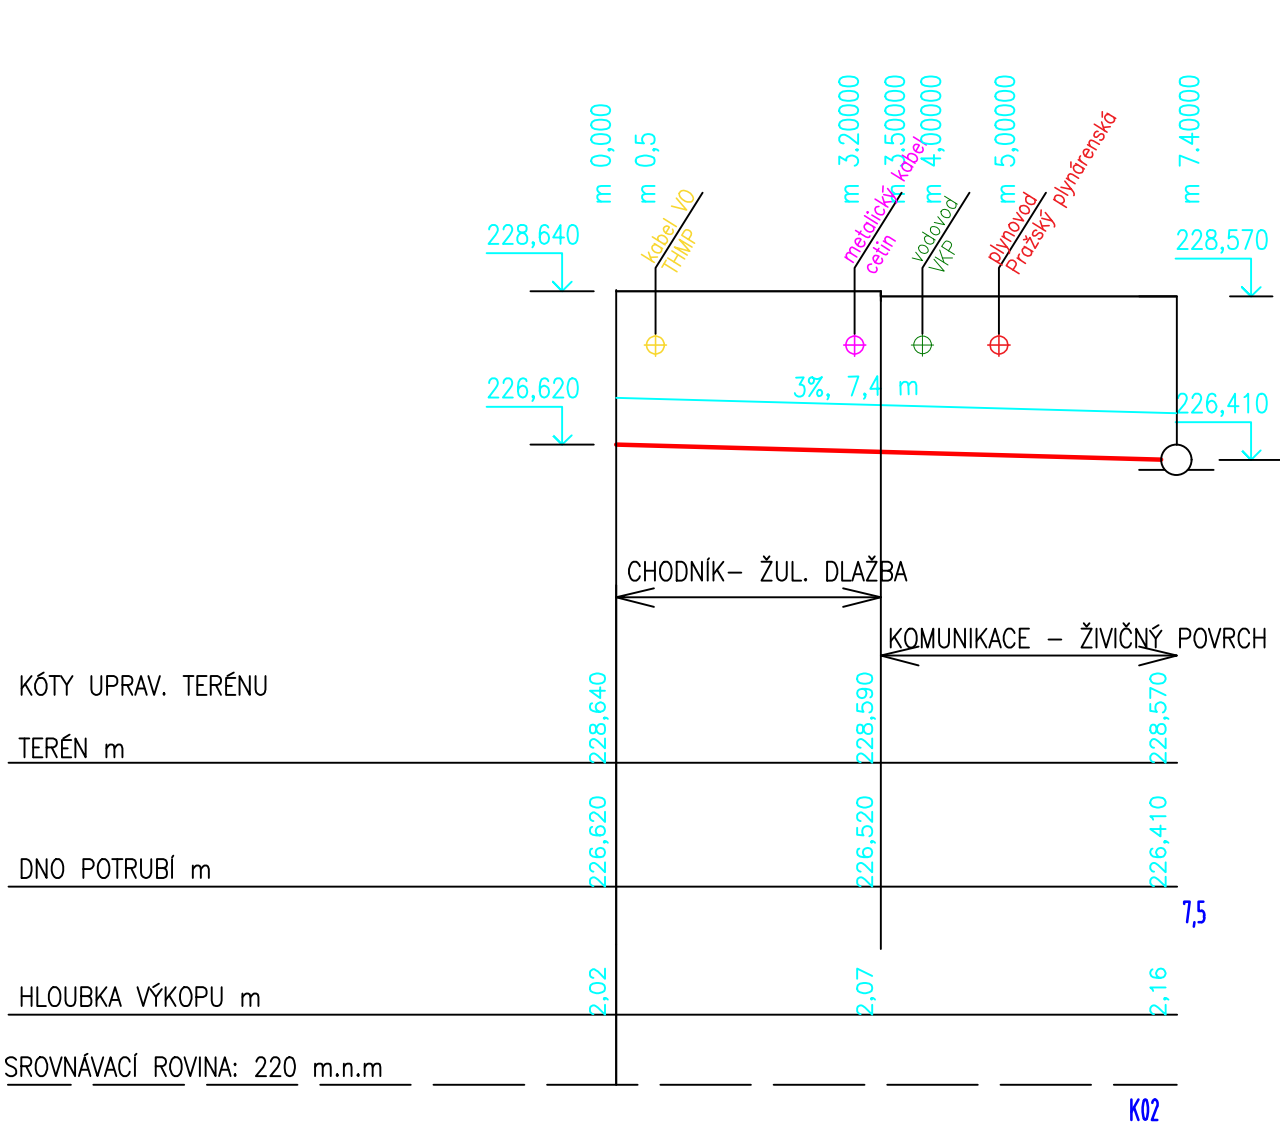 m 0,000
m 0,5
m 3.20000
m 3.50000
m 4,00000
m 5,00000
m 7.40000
228,640
kabel VO
THMP
metalický kabel
cetin
vodovod
VKP
plynovod
Pražský plynárenská
228,570
226,620
3%, 7,4 m
226,410
CHODNÍK– ŽUL. DLAŽBA
KOMUNIKACE – ŽIVIČNÝ POVRCH
KÓTY UPRAV. TERÉNU
TERÉN m
228,640
228,590
228,570
DNO POTRUBÍ m
226,620
226,520
226,410
7,5
HLOUBKA VÝKOPU m
2,02
2,07
2,16
SROVNÁVACÍ ROVINA: 220 m.n.m
K02